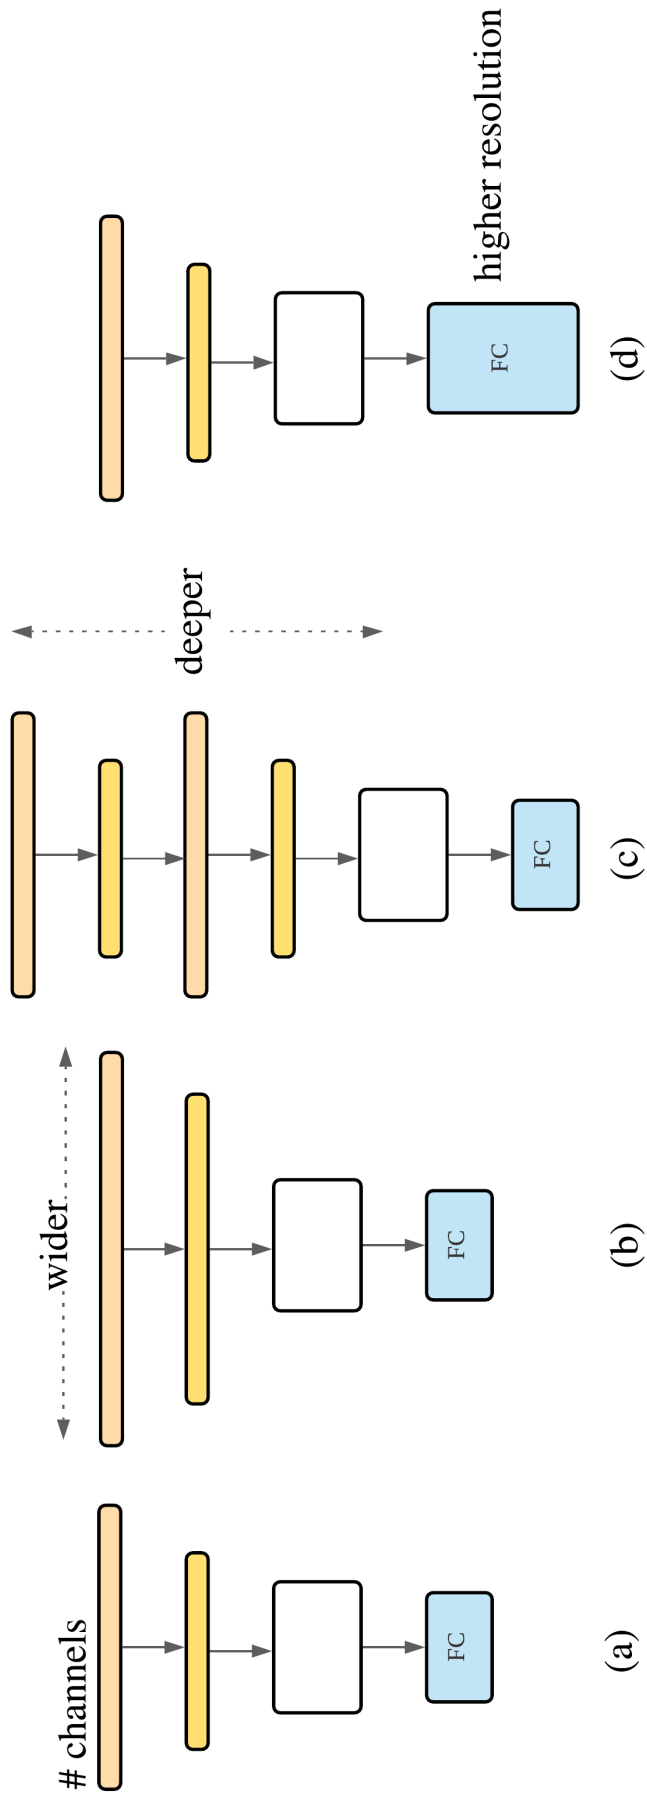 # channels
FC
(a)
wider
FC
(b)
deeper
FC
(c)
higher resolution
FC
(d)